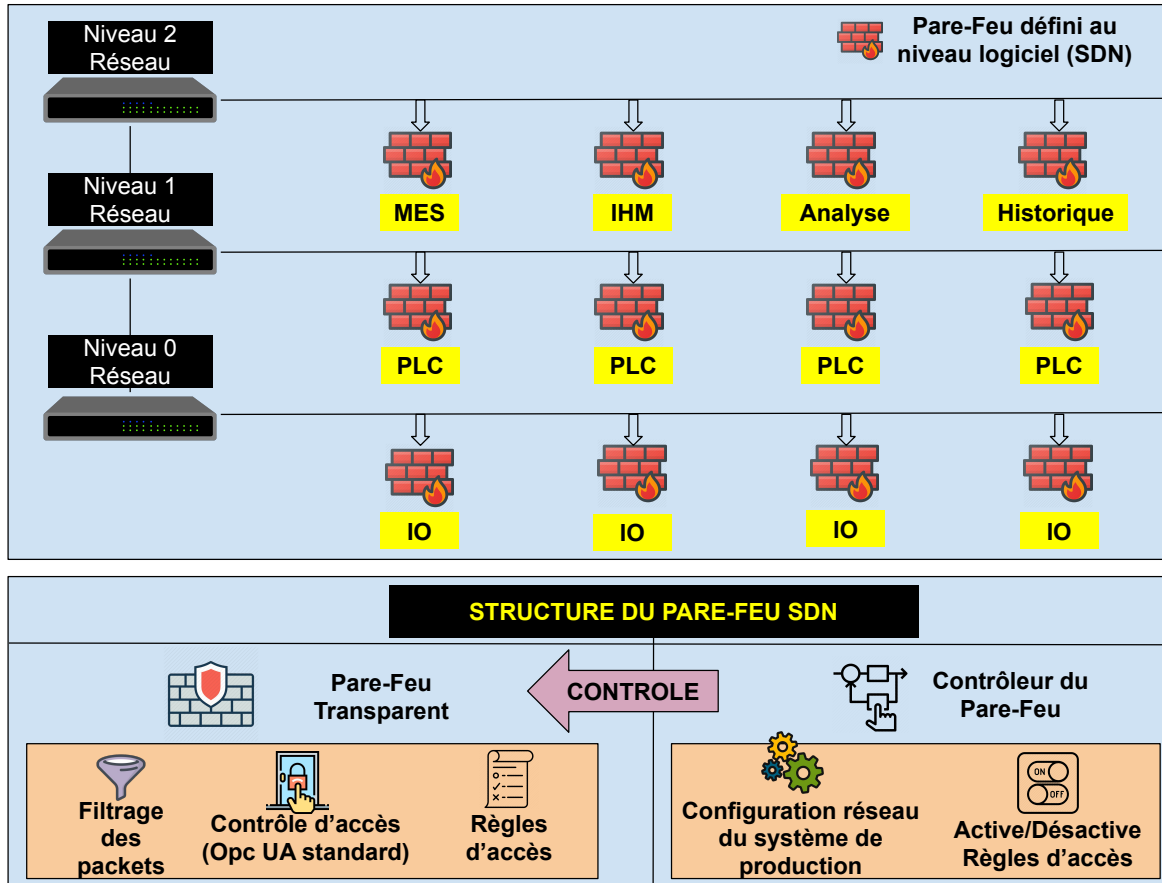 Niveau 2
Réseau
Pare-Feu défini au
niveau logiciel (SDN)
Niveau 1
Réseau
MES
IHM
Analyse
Historique
Niveau 0
Réseau
PLC
PLC
PLC
PLC
IO
IO
IO
IO
STRUCTURE DU PARE-FEU SDN
Pare-Feu
Transparent
CONTROLE
Contrôleur du
Pare-Feu
Filtrage
des
packets
Contrôle d’accès
(Opc UA standard)
Règles
d’accès
Configuration réseau
du système de
production
ON
OFF
Active/Désactive
Règles d’accès